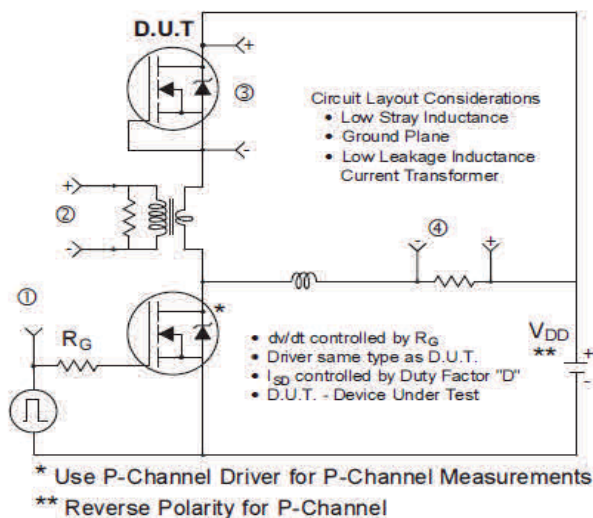 D.U.T
+
③
-
Circuit Layout Considerations
• Low Stray Inductance
• Ground Plane
• Low Leakage Inductance
Current Transformer
+
②
-
④
-
+
①
RG
*
• dv/dt controlled by RG
• Driver same type as D.U.T.
• ISD controlled by Duty Factor "D"
• D.U.T. - Device Under Test
VDD
**
+
-
* Use P-Channel Driver for P-Channel Measurements
** Reverse Polarity for P-Channel